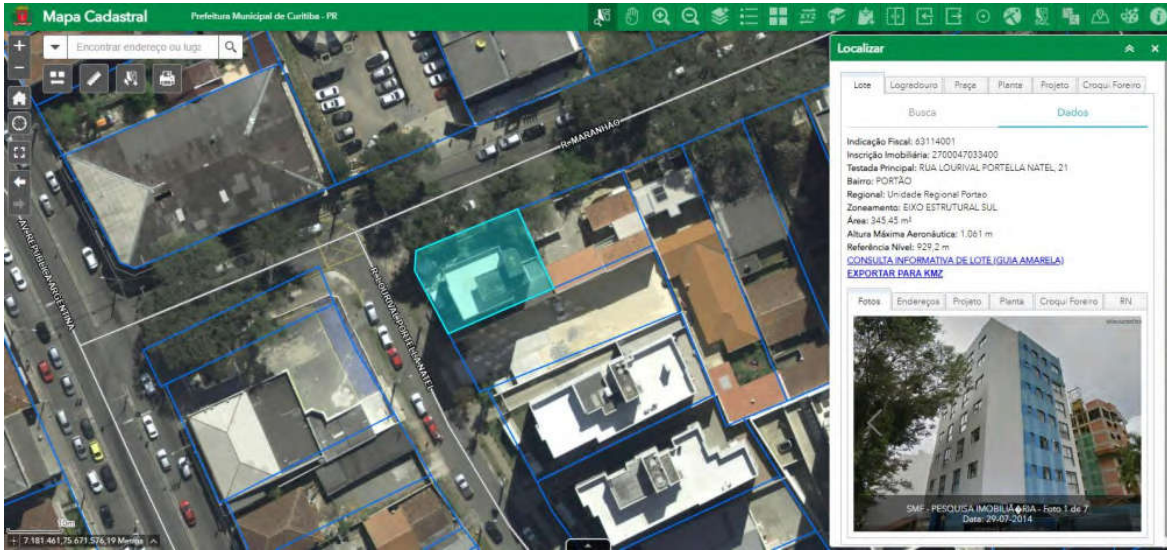 Mapa Cadastral
Prefeitura Municipal de Curitiba - PR
Encontrar endereço ou luga
R. MARANHÃO
AV. REPÚBLICA ARGENTINA
R. LOURIVAL PORTELLA NATEL
10m
7.181.461,75 671.576,19 Metros
Localizar
Lote Logradouro Praça Planta Projeto Croqui Foreiro
Busca Dados
Indicação Fiscal: 63114001
Inscrição Imobiliária: 2700047033400
Testada Principal: RUA LOURIVAL PORTELLA NATEL, 21
Bairro: PORTÃO
Regional: Unidade Regional Portao
Zoneamento: EIXO ESTRUTURAL SUL
Área: 345,45 m²
Altura Máxima Aeronáutica: 1.061 m
Referência Nível: 929,2 m
CONSULTA INFORMATIVA DE LOTE (GUIA AMARELA)
EXPORTAR PARA KMZ
Fotos Endereços Projeto Planta Croqui Foreiro RN
SMF - PESQUISA IMOBILIÁ�RIA - Foto 1 de 7
Data: 29-07-2014